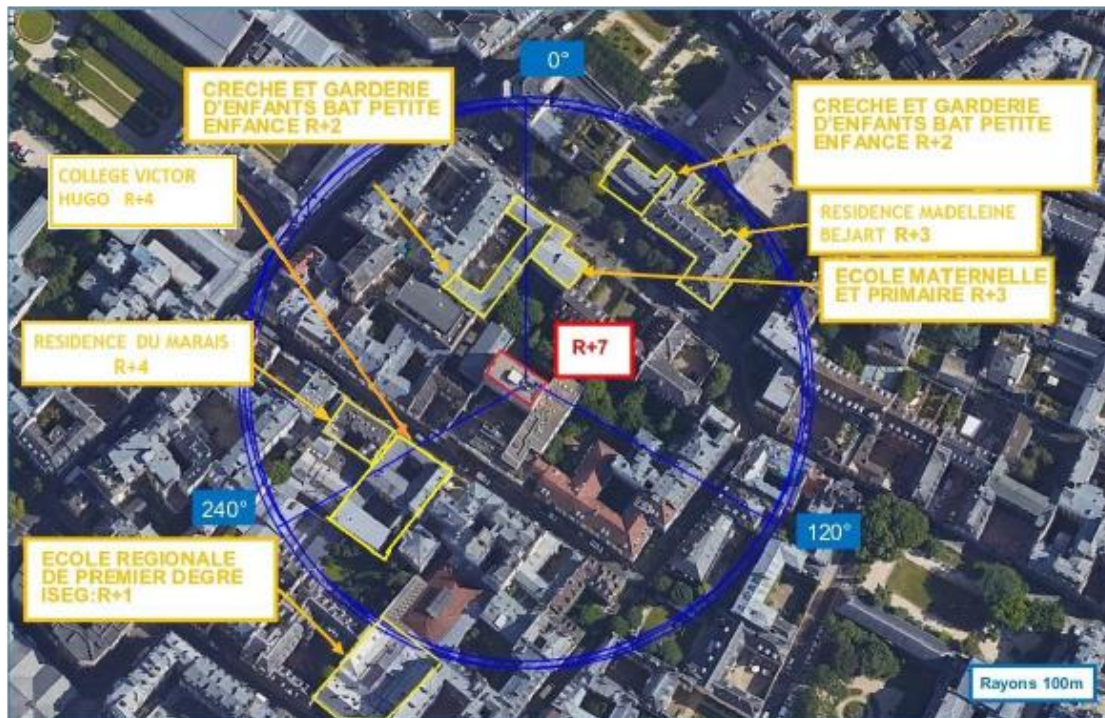 0°
CRECHE ET GARDERIE
D'ENFANTS BAT PETITE
ENFANCE R+2
CRECHE ET GARDERIE
D'ENFANTS BAT PETITE
ENFANCE R+2
COLLEGE VICTOR
HUGO R+4
RESIDENCE MADELEINE
BEJART R+3
ECOLE MATERNELLE
ET PRIMAIRE R+3
RESIDENCE DU MARAIS
R+4
R+7
240°
120°
ECOLE REGIONALE
DE PREMIER DEGRE
ISEG:R+1
Rayons 100m